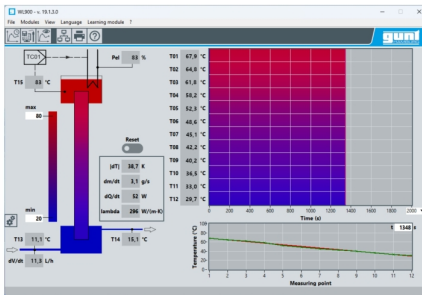 WL900 - v. 19.1.3.0
File Modules View Language Learning module ?
gunt
TC01
Pel 83 %
T15 83 °C
max
80
min
20
Reset
|dT| 38,7 K
dm/dt 3,1 g/s
dQ/dt 52 W
lambda 296 W/(m·K)
T13 11,1 °C
T14 15,1 °C
dV/dt 11,3 L/h
T01 67,9 °C
T02 64,8 °C
T03 61,8 °C
T04 58,2 °C
T05 52,3 °C
T06 48,6 °C
T07 45,1 °C
T08 42,2 °C
T09 40,2 °C
T10 36,5 °C
T11 33,0 °C
T12 29,7 °C
0 200 400 600 800 1000 1200 1400 1600 1800 2000
Time (s)
t 1348 s
Temperature (°C)
100
80
60
40
20
0
1 2 3 4 5 6 7 8 9 10 11 12
Measuring point